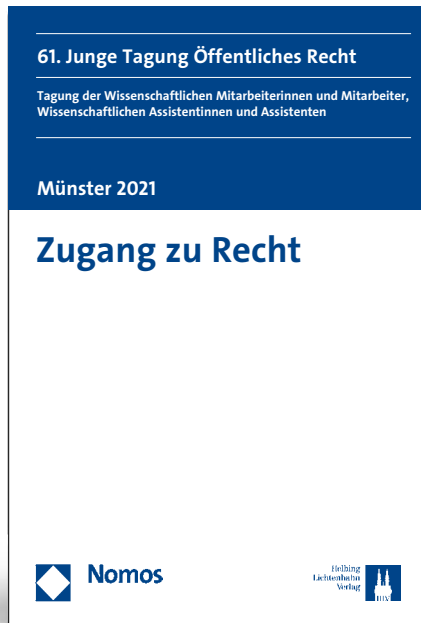 61. Junge Tagung Öffentliches Recht
Tagung der Wissenschaftlichen Mitarbeiterinnen und Mitarbeiter,
Wissenschaftlichen Assistentinnen und Assistenten
Münster 2021
Zugang zu Recht
Nomos
Helbing
Lichtenhahn
Verlag
HLV